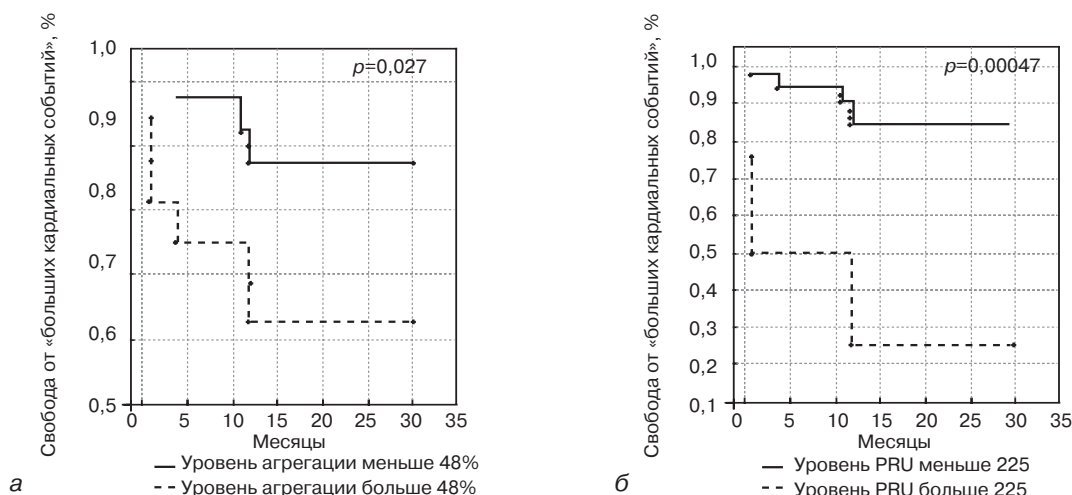 Свобода от «больших кардиальных событий», %
1,0
0,9
0,8
0,7
0,6
0,5
p=0,027
0 5 10 15 20 25 30 35
Месяцы
Уровень агрегации меньше 48%
Уровень агрегации больше 48%
а
Свобода от «больших кардиальных событий», %
1,0
0,9
0,8
0,7
0,6
0,5
0,4
0,3
0,2
0,1
p=0,00047
0 5 10 15 20 25 30 35
Месяцы
Уровень PRU меньше 225
Уровень PRU больше 225
б